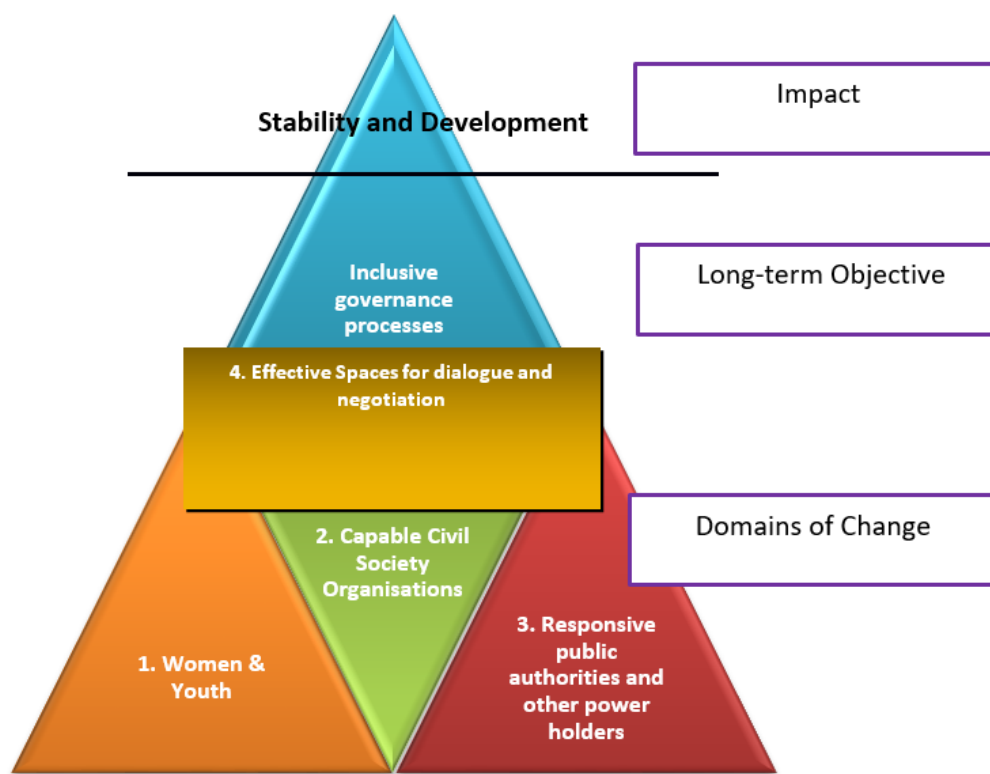 Impact
Stability and Development
Long-term Objective
Inclusive
governance
processes
4. Effective Spaces for dialogue and
negotiation
Domains of Change
2. Capable Civil
Society
Organisations
3. Responsive
public
authorities and
other power
holders
1. Women &
Youth